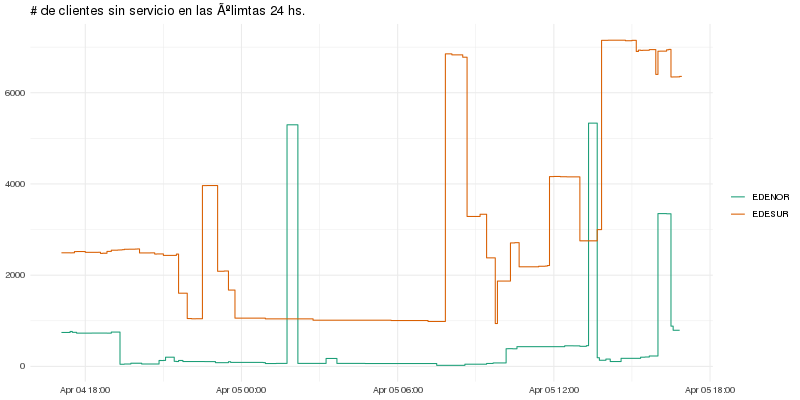 # de clientes sin servicio en las Ãºlimtas 24 hs.
6000
4000
2000
0
Apr 04 18:00
Apr 05 00:00
Apr 05 06:00
Apr 05 12:00
Apr 05 18:00
EDENOR
EDESUR